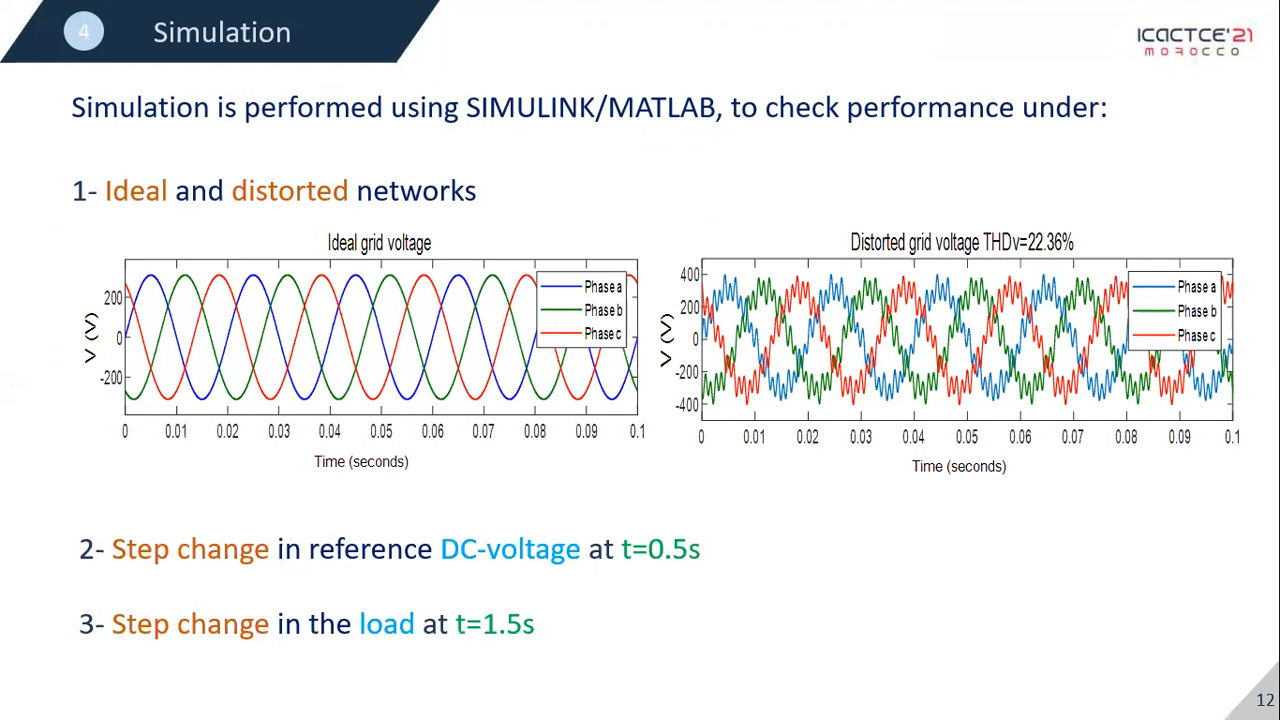 4
Simulation
ICACTCE'21
MOROCCO
Simulation is performed using SIMULINK/MATLAB, to check performance under:
1- Ideal and distorted networks
Ideal grid voltage
V (V)
200
0
-200
Phase a
Phase b
Phase c
0 0.01 0.02 0.03 0.04 0.05 0.06 0.07 0.08 0.09 0.1
Time (seconds)
Distorted grid voltage THDv=22.36%
V (V)
400
200
0
-200
-400
Phase a
Phase b
Phase c
0 0.01 0.02 0.03 0.04 0.05 0.06 0.07 0.08 0.09 0.1
Time (seconds)
2- Step change in reference DC-voltage at t=0.5s
3- Step change in the load at t=1.5s
12